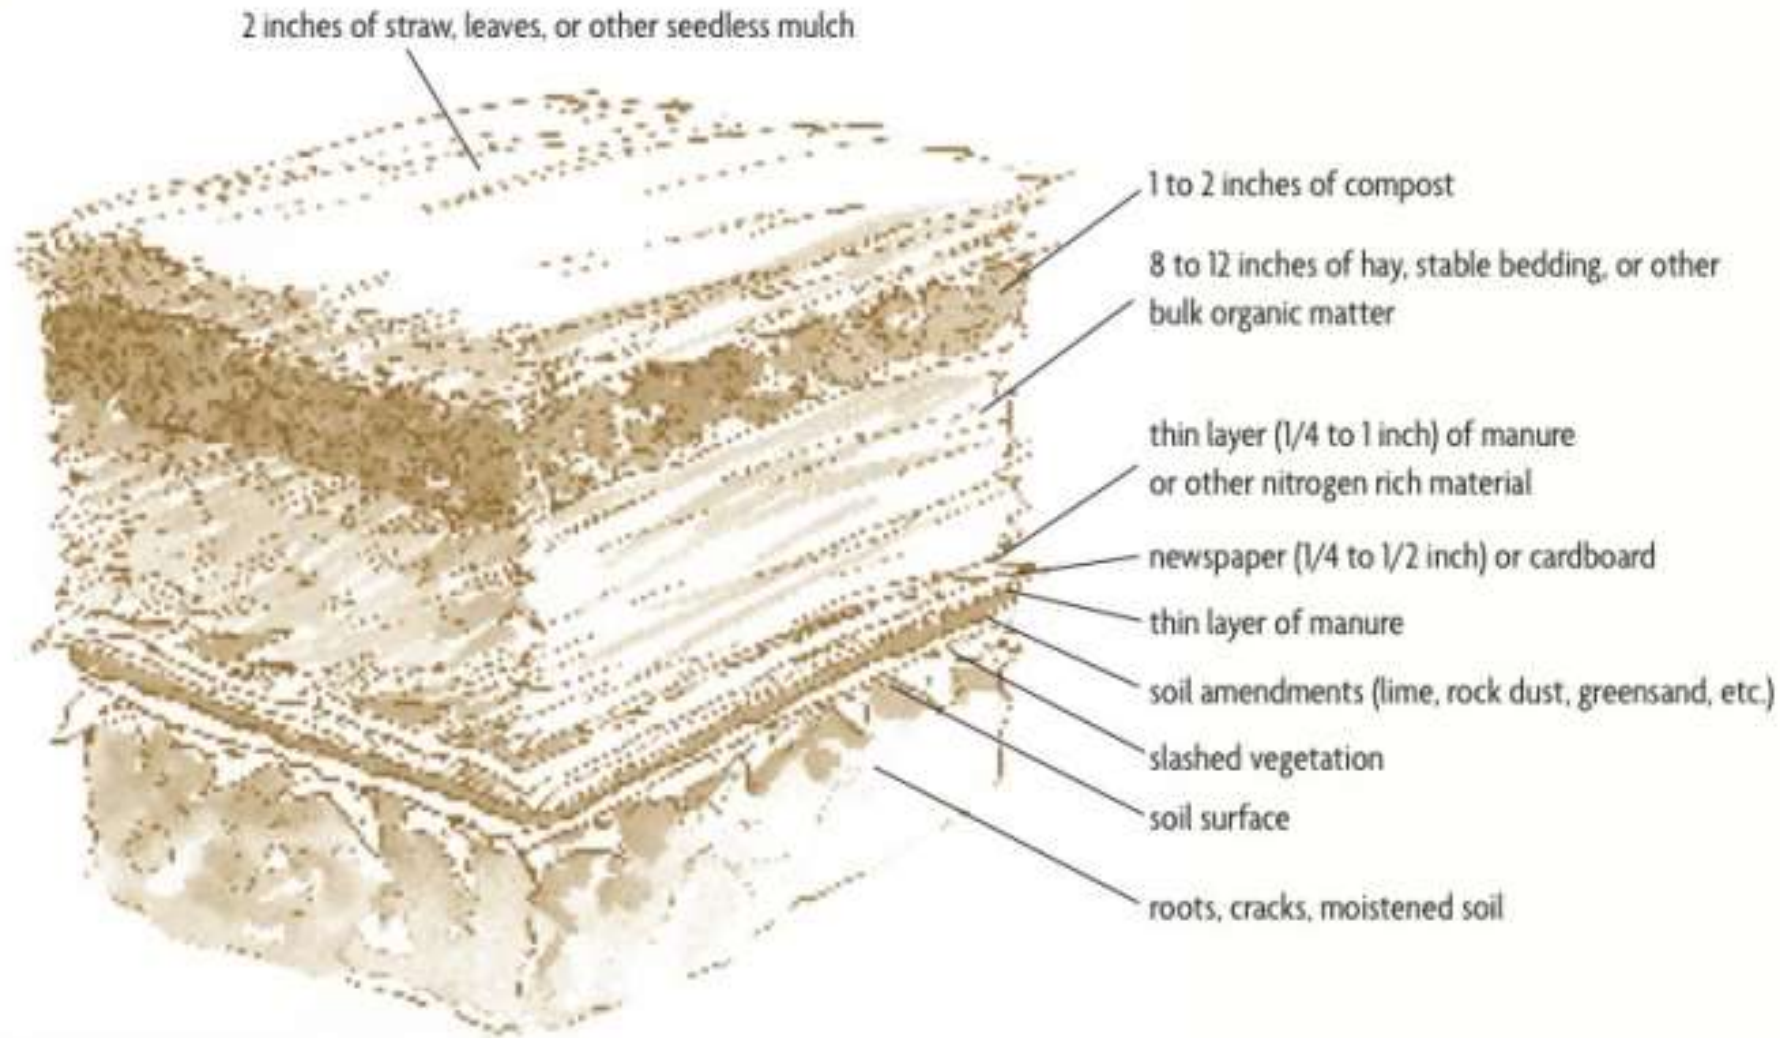 2 inches of straw, leaves, or other seedless mulch
1 to 2 inches of compost
8 to 12 inches of hay, stable bedding, or other
bulk organic matter
thin layer (1/4 to 1 inch) of manure
or other nitrogen rich material
newspaper (1/4 to 1/2 inch) or cardboard
thin layer of manure
soil amendments (lime, rock dust, greensand, etc.)
slashed vegetation
soil surface
roots, cracks, moistened soil